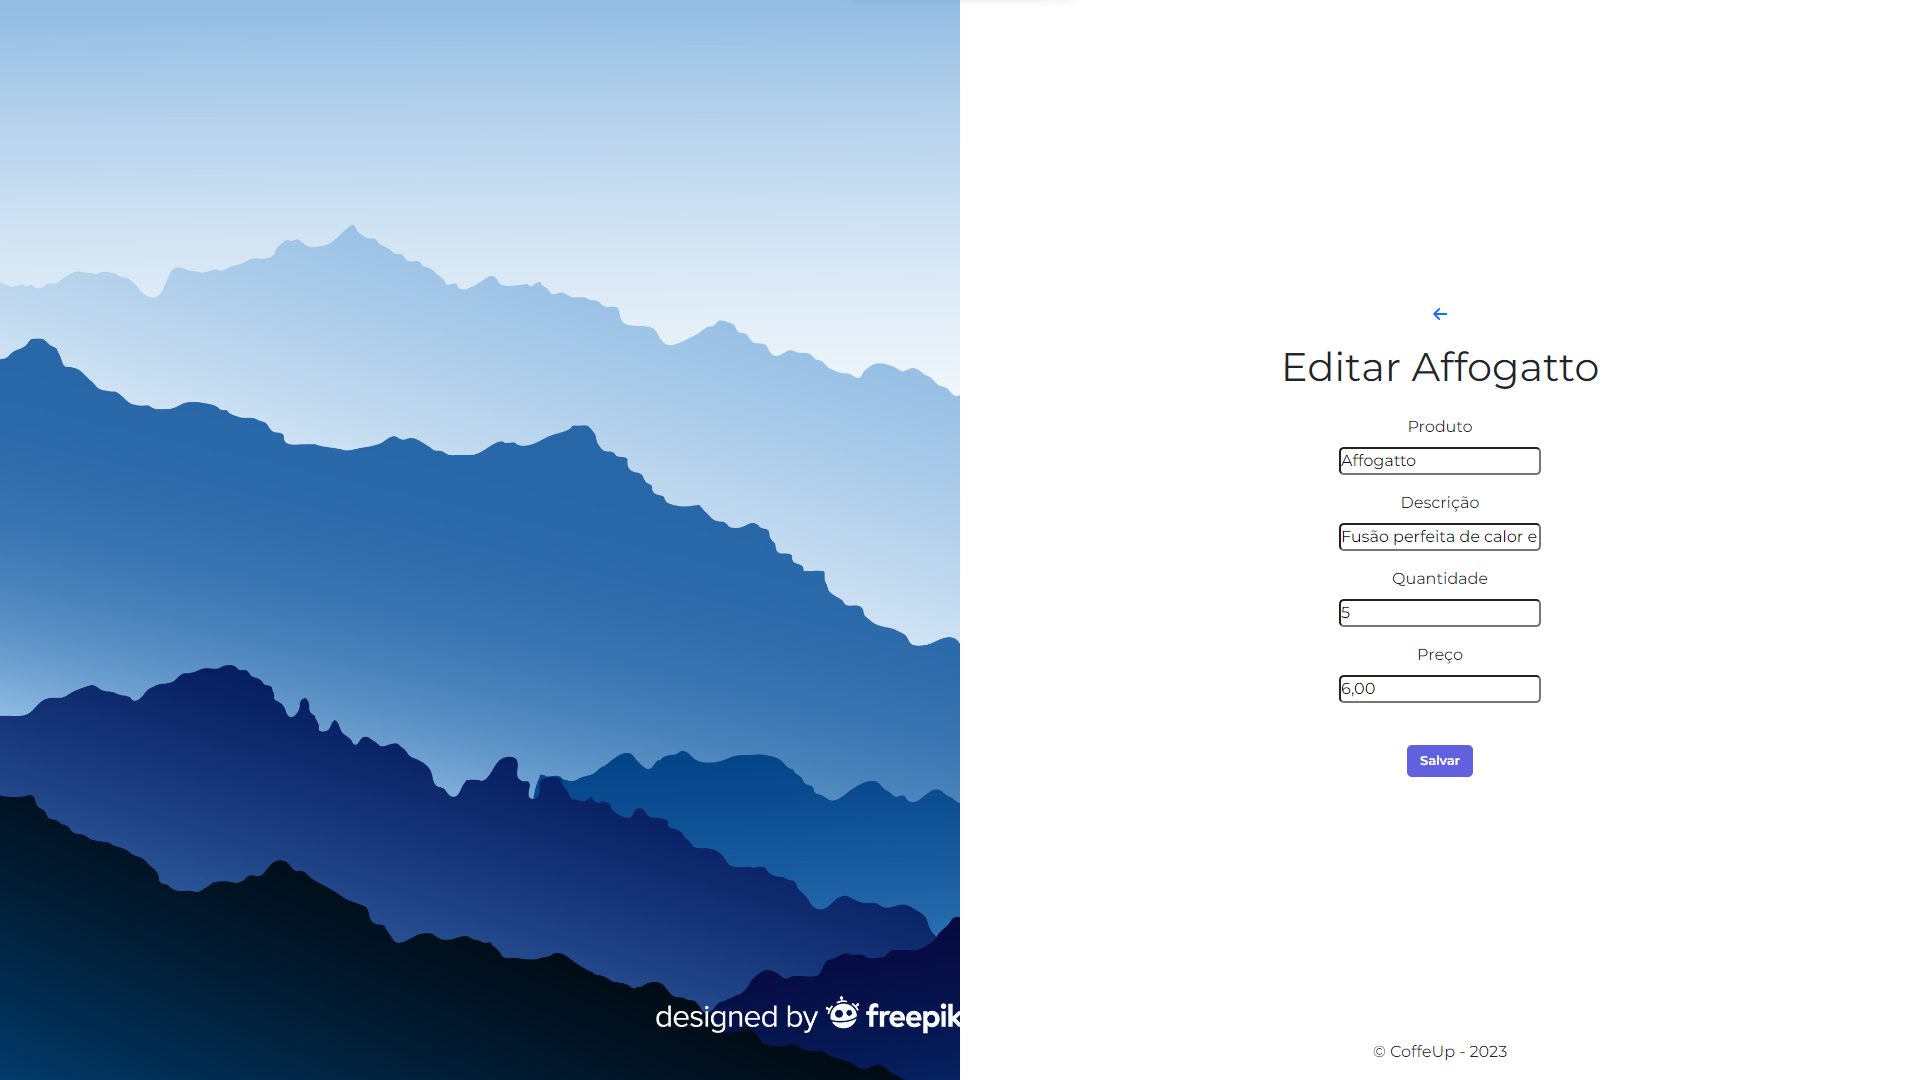 Editar Affogatto
Produto
Affogatto
Descrição
Fusão perfeita de calor e
Quantidade
5
Preço
6,00
Salvar
designed by freepik
© CoffeUp - 2023